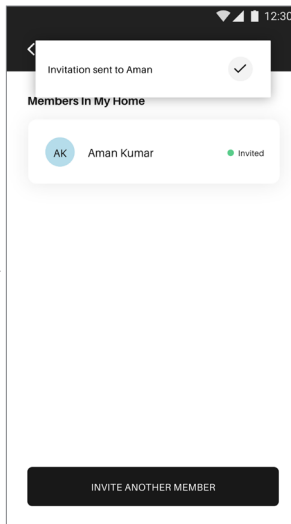 12:30
Invitation sent to Aman
Members In My Home
AK Aman Kumar Invited
INVITE ANOTHER MEMBER